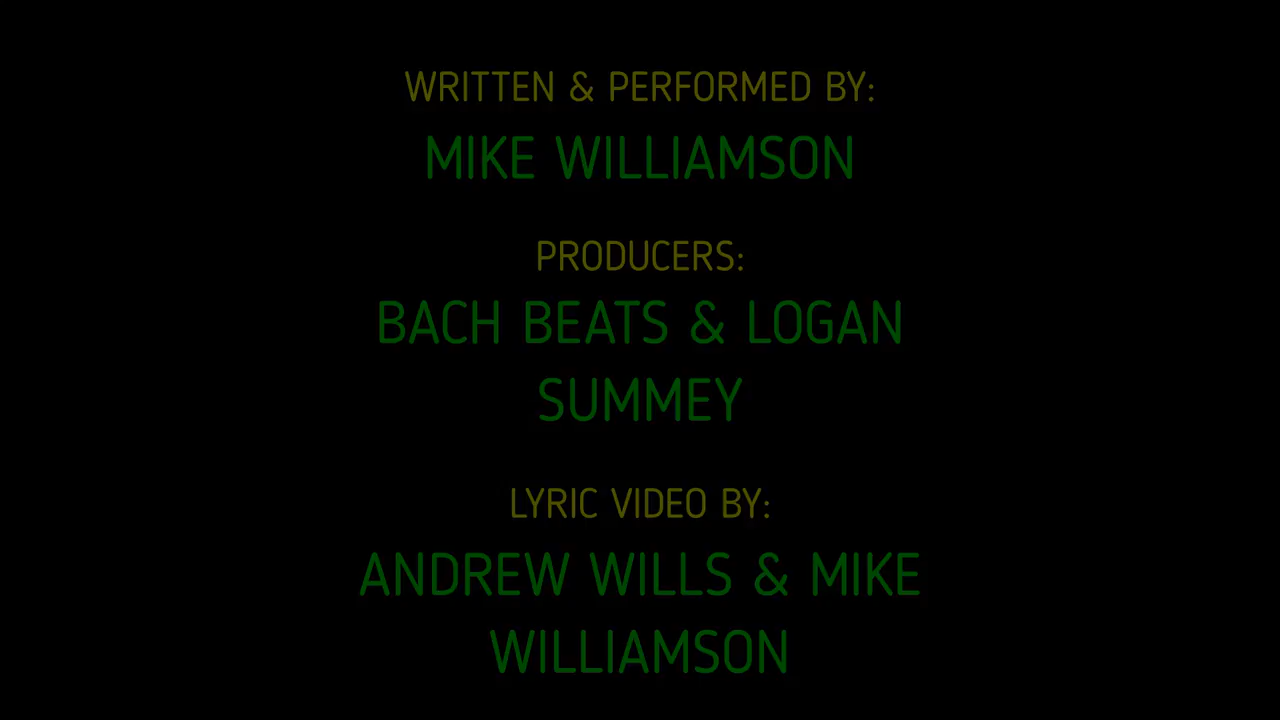 WRITTEN & PERFORMED BY:
MIKE WILLIAMSON
PRODUCERS:
BACH BEATS & LOGAN
SUMMEY
LYRIC VIDEO BY:
ANDREW WILLS & MIKE
WILLIAMSON